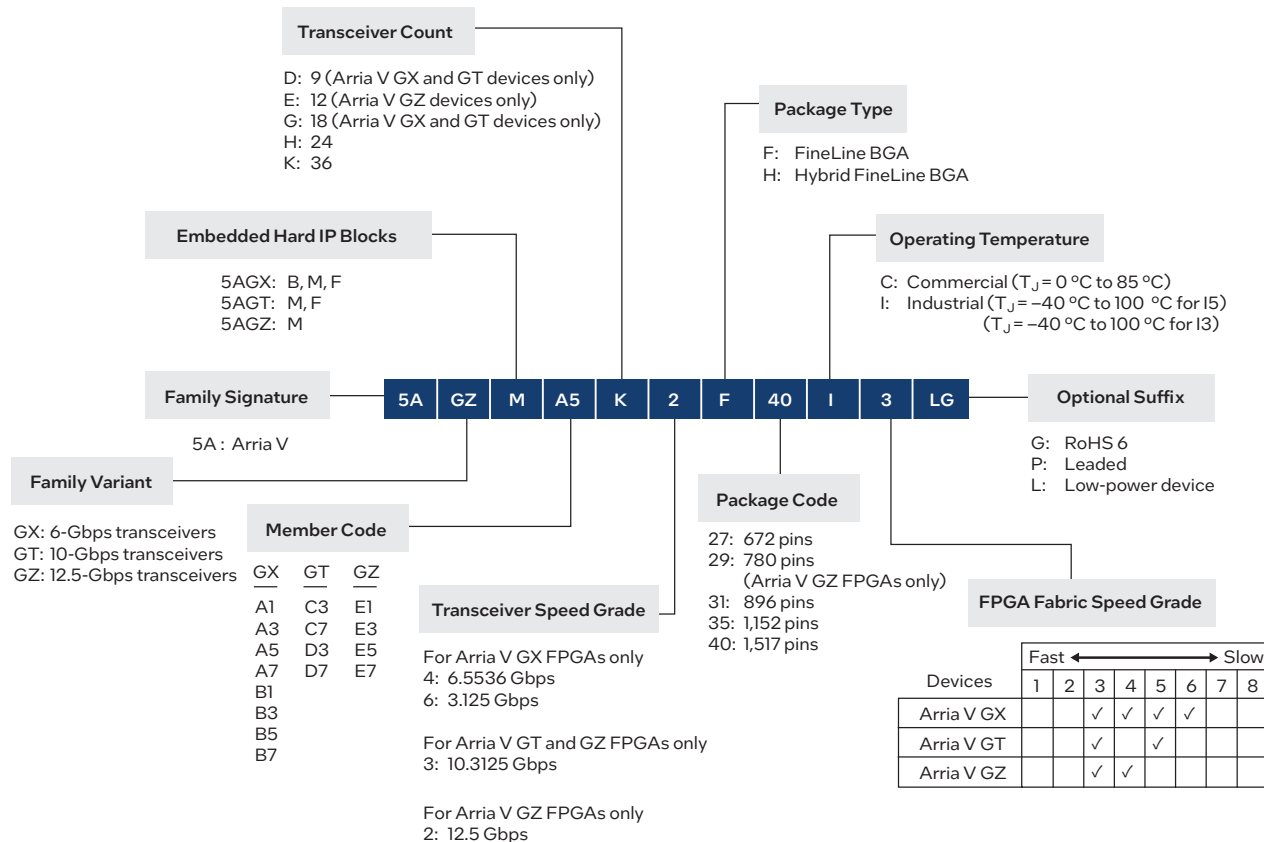 Transceiver Count
D: 9 (Arria V GX and GT devices only)
E: 12 (Arria V GZ devices only)
G: 18 (Arria V GX and GT devices only)
H: 24
K: 36
Package Type
F: FineLine BGA
H: Hybrid FineLine BGA
Embedded Hard IP Blocks
5AGX: B, M, F
5AGT: M, F
5AGZ: M
Operating Temperature
C: Commercial (TJ = 0 ºC to 85 ºC)
I: Industrial (TJ = –40 ºC to 100 ºC for I5)
(TJ = –40 ºC to 100 ºC for I3)
Family Signature
5A GZ M A5 K 2 F 40 I 3 LG
Optional Suffix
5A : Arria V
G: RoHS 6
P: Leaded
L: Low-power device
Family Variant
GX: 6-Gbps transceivers
GT: 10-Gbps transceivers
GZ: 12.5-Gbps transceivers
Member Code
GX GT GZ
A1 C3 E1
A3 C7 E3
A5 D3 E5
A7 D7 E7
B1
B3
B5
B7
Transceiver Speed Grade
For Arria V GX FPGAs only
4: 6.5536 Gbps
6: 3.125 Gbps
For Arria V GT and GZ FPGAs only
3: 10.3125 Gbps
For Arria V GZ FPGAs only
2: 12.5 Gbps
Package Code
27: 672 pins
29: 780 pins
(Arria V GZ FPGAs only)
31: 896 pins
35: 1,152 pins
40: 1,517 pins
FPGA Fabric Speed Grade
Fast Slow
Devices 1 2 3 4 5 6 7 8
Arria V GX ✓ ✓ ✓ ✓
Arria V GT ✓ ✓
Arria V GZ ✓ ✓